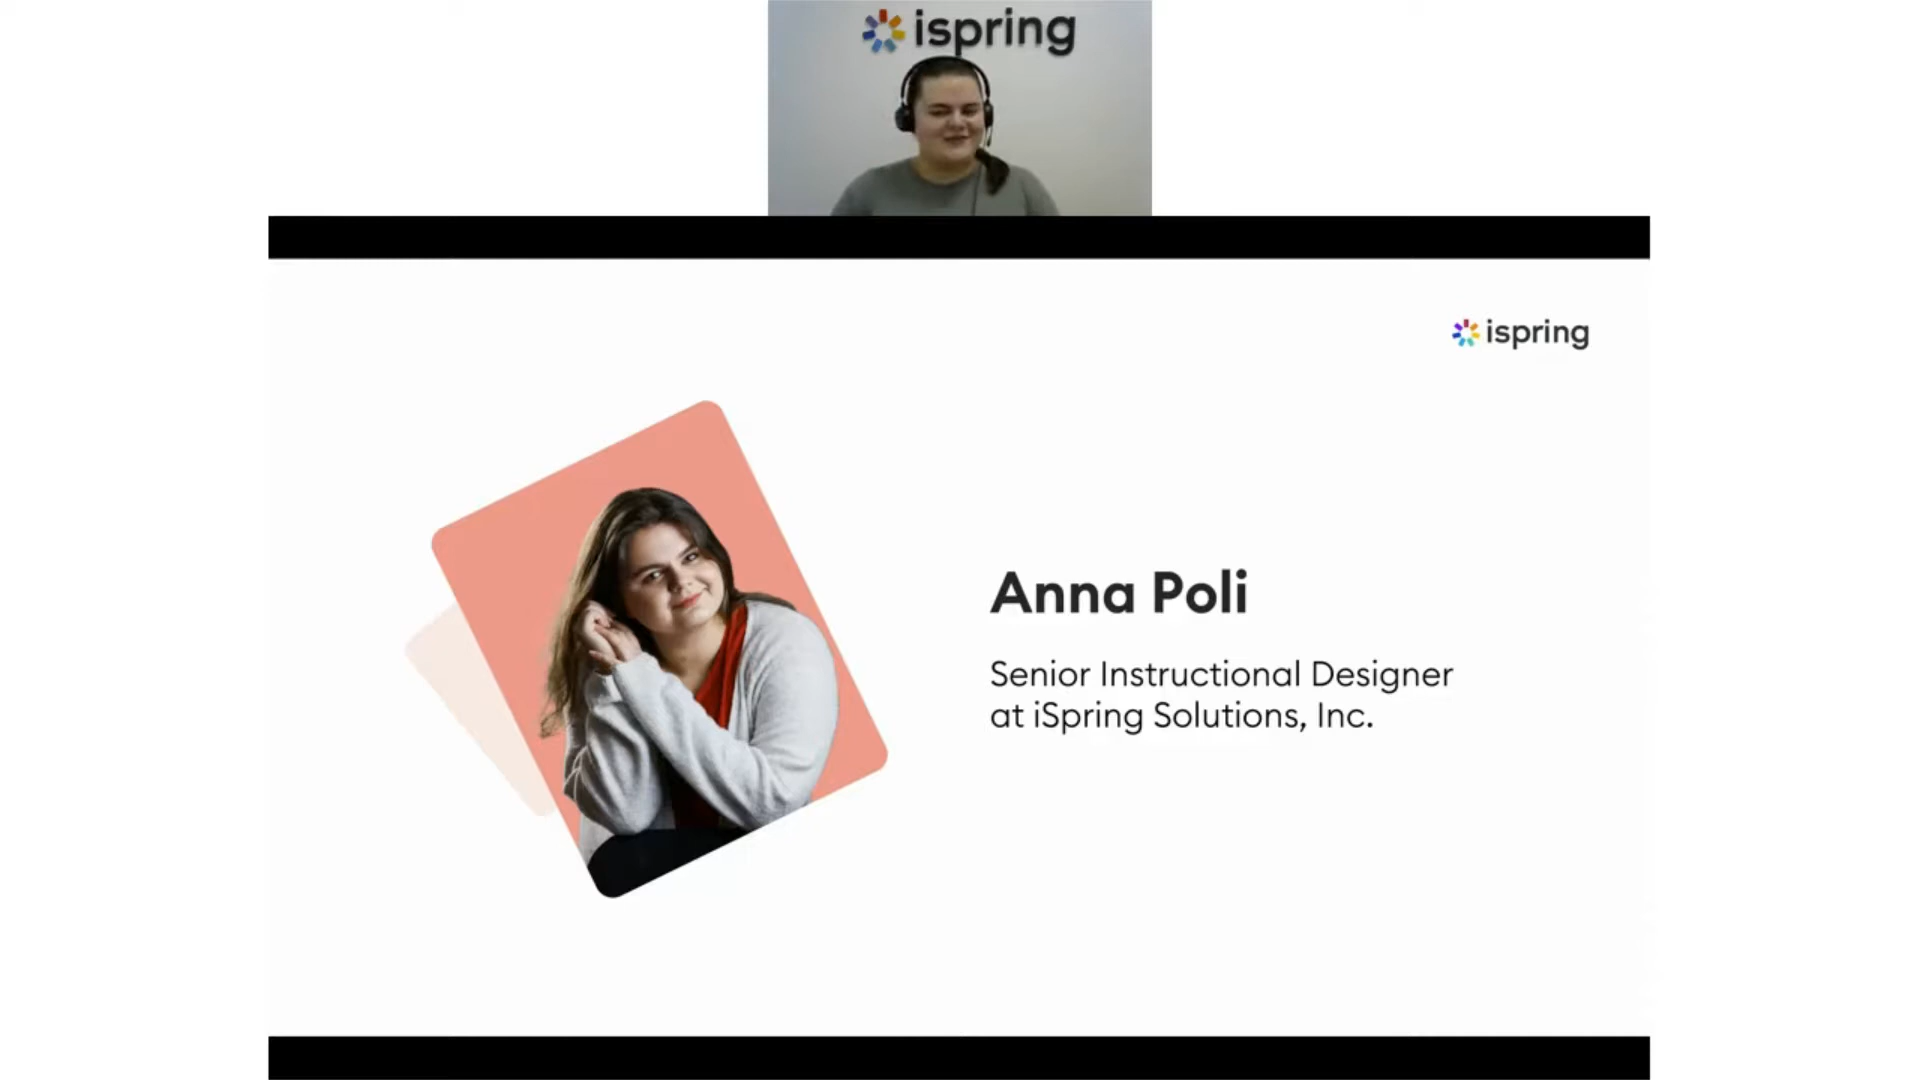 ispring
ispring
Anna Poli
Senior Instructional Designer
at iSpring Solutions, Inc.